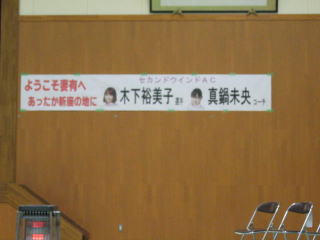 ようこそ妻有へ
あったか新座の地に
セカンドウインドAC
木下裕美子 選手 真鍋未央 コーチ